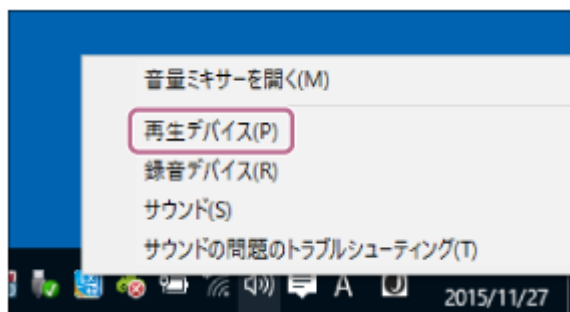 音量ミキサーを開く(M)
再生デバイス(P)
録音デバイス(R)
サウンド(S)
サウンドの問題のトラブルシューティング(T)
A
2015/11/27